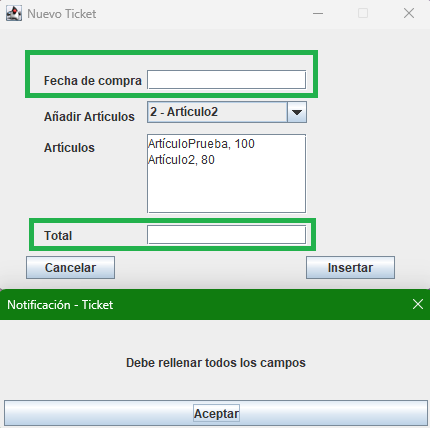 Nuevo Ticket
Fecha de compra
Añadir Artículos
2 - Artículo2
Artículos
ArtículoPrueba, 100
Artículo2, 80
Total
Cancelar
Insertar
Notificación - Ticket
Debe rellenar todos los campos
Aceptar